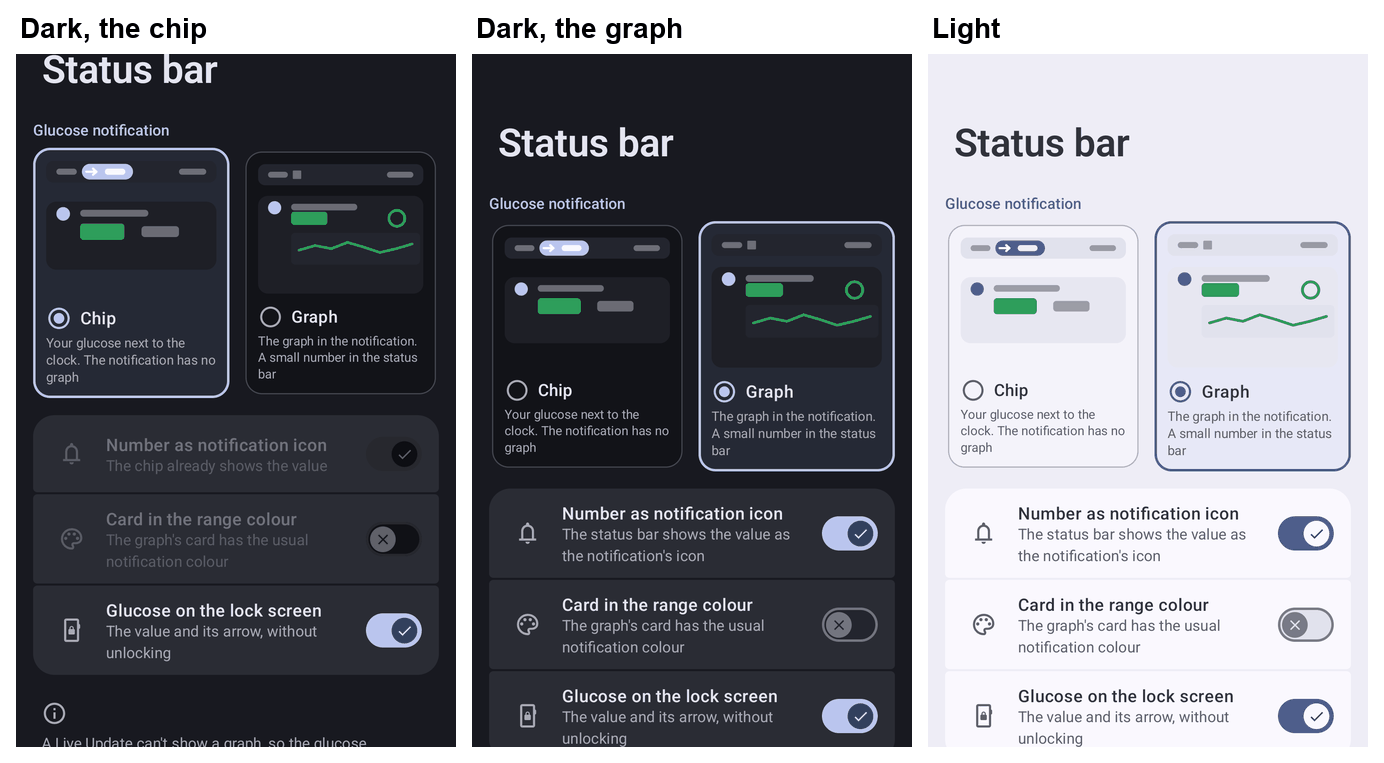 Dark, the chip
Status bar
Glucose notification
Chip
Your glucose next to the
clock. The notification has no
graph
Graph
The graph in the notification.
A small number in the status
bar
Number as notification icon
The chip already shows the value
Card in the range colour
The graph's card has the usual
notification colour
Glucose on the lock screen
The value and its arrow, without
unlocking
A Live Update can't show a graph, so the glucose
Dark, the graph
Status bar
Glucose notification
Chip
Your glucose next to the
clock. The notification has no
graph
Graph
The graph in the notification.
A small number in the status
bar
Number as notification icon
The status bar shows the value as
the notification's icon
Card in the range colour
The graph's card has the usual
notification colour
Glucose on the lock screen
The value and its arrow, without
unlocking
Light
Status bar
Glucose notification
Chip
Your glucose next to the
clock. The notification has no
graph
Graph
The graph in the notification.
A small number in the status
bar
Number as notification icon
The status bar shows the value as
the notification's icon
Card in the range colour
The graph's card has the usual
notification colour
Glucose on the lock screen
The value and its arrow, without
unlocking